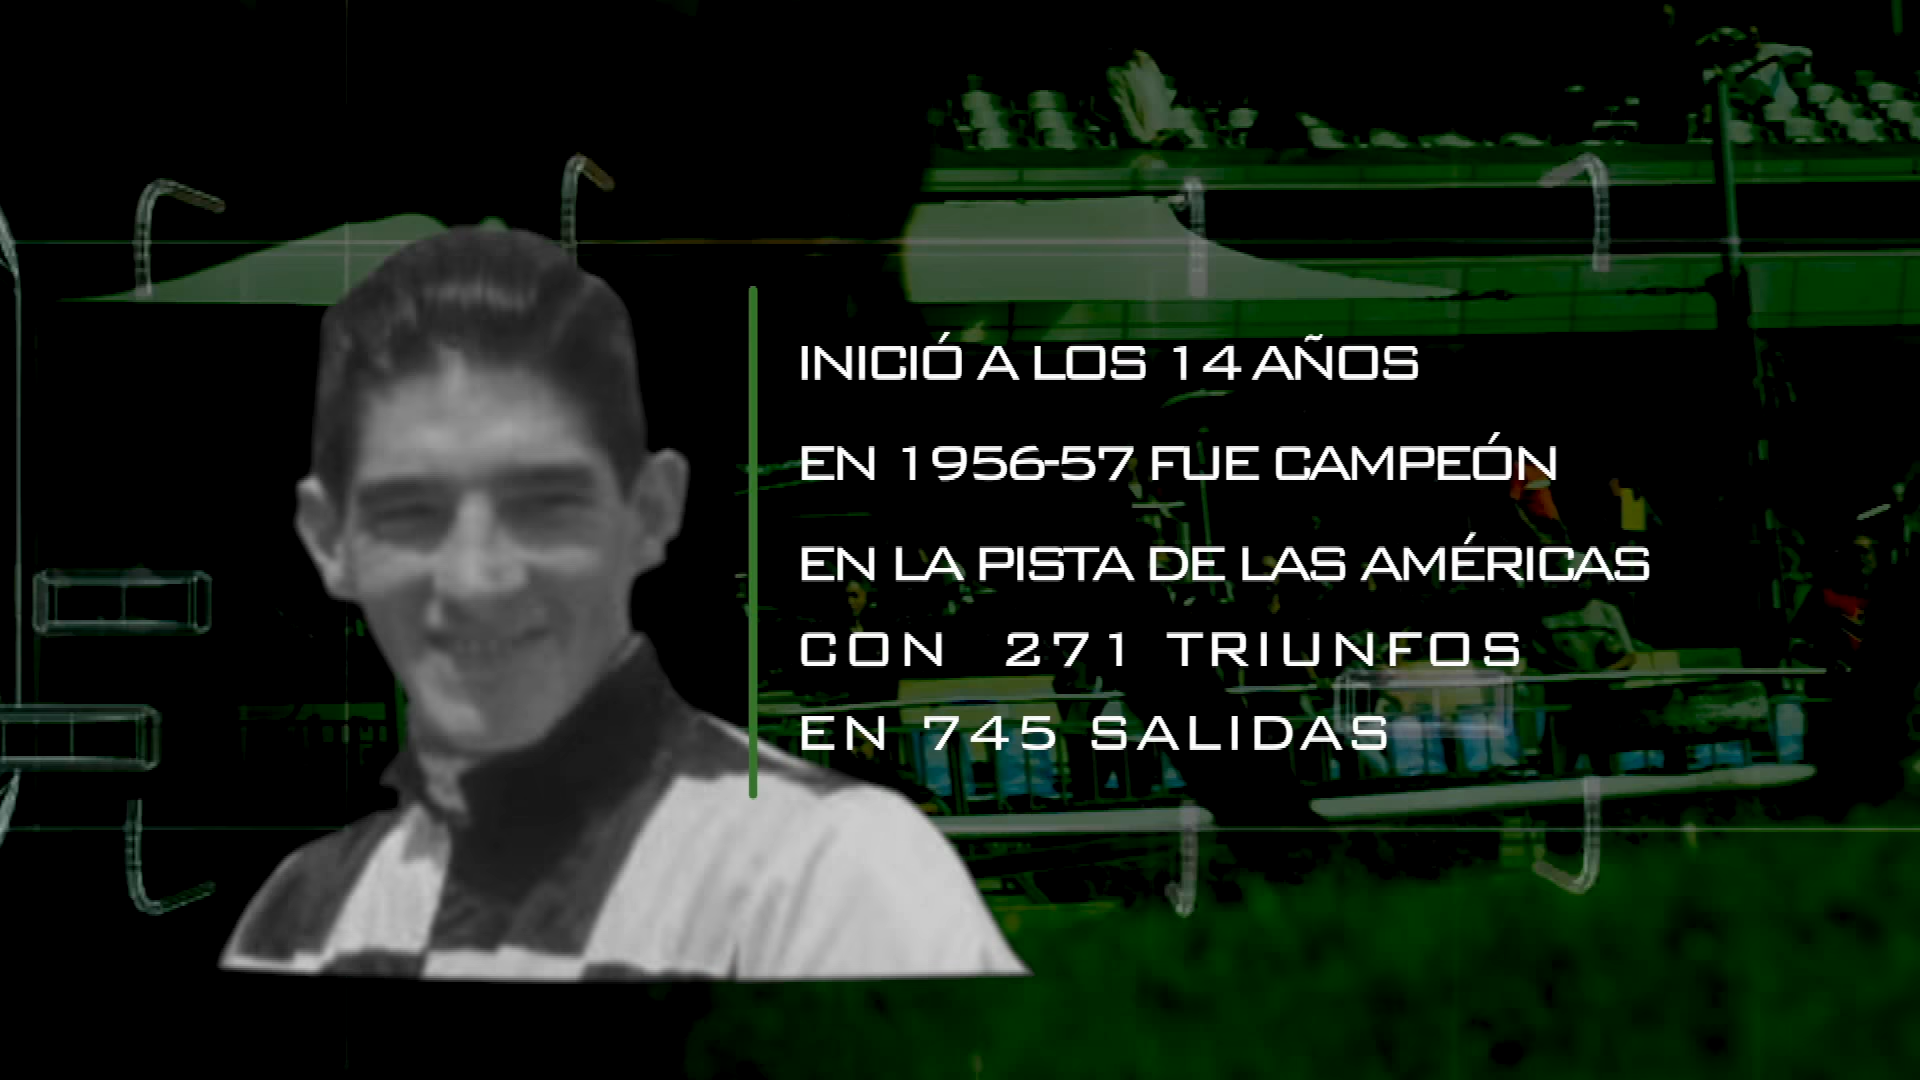 INICIÓ A LOS 14 AÑOS
EN 1956-57 FUE CAMPEÓN
EN LA PISTA DE LAS AMÉRICAS
CON 271 TRIUNFOS
EN 745 SALIDAS